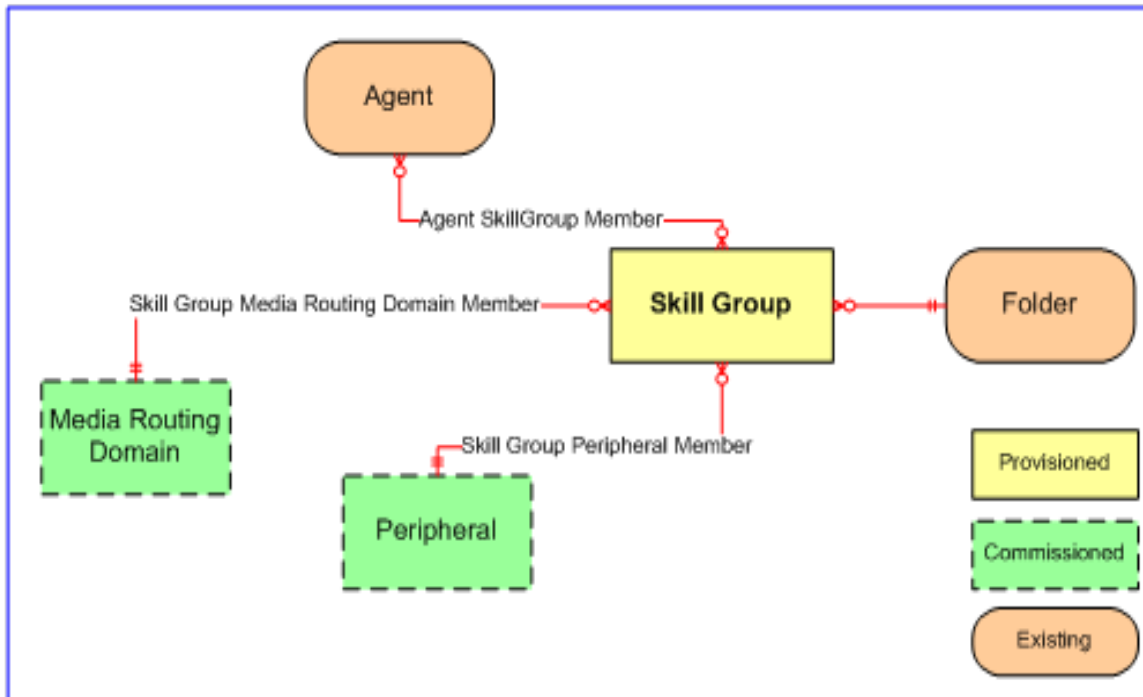 Agent
Agent SkillGroup Member
Skill Group Media Routing Domain Member
Skill Group
Folder
Media Routing
Domain
Skill Group Peripheral Member
Peripheral
Provisioned
Commissioned
Existing